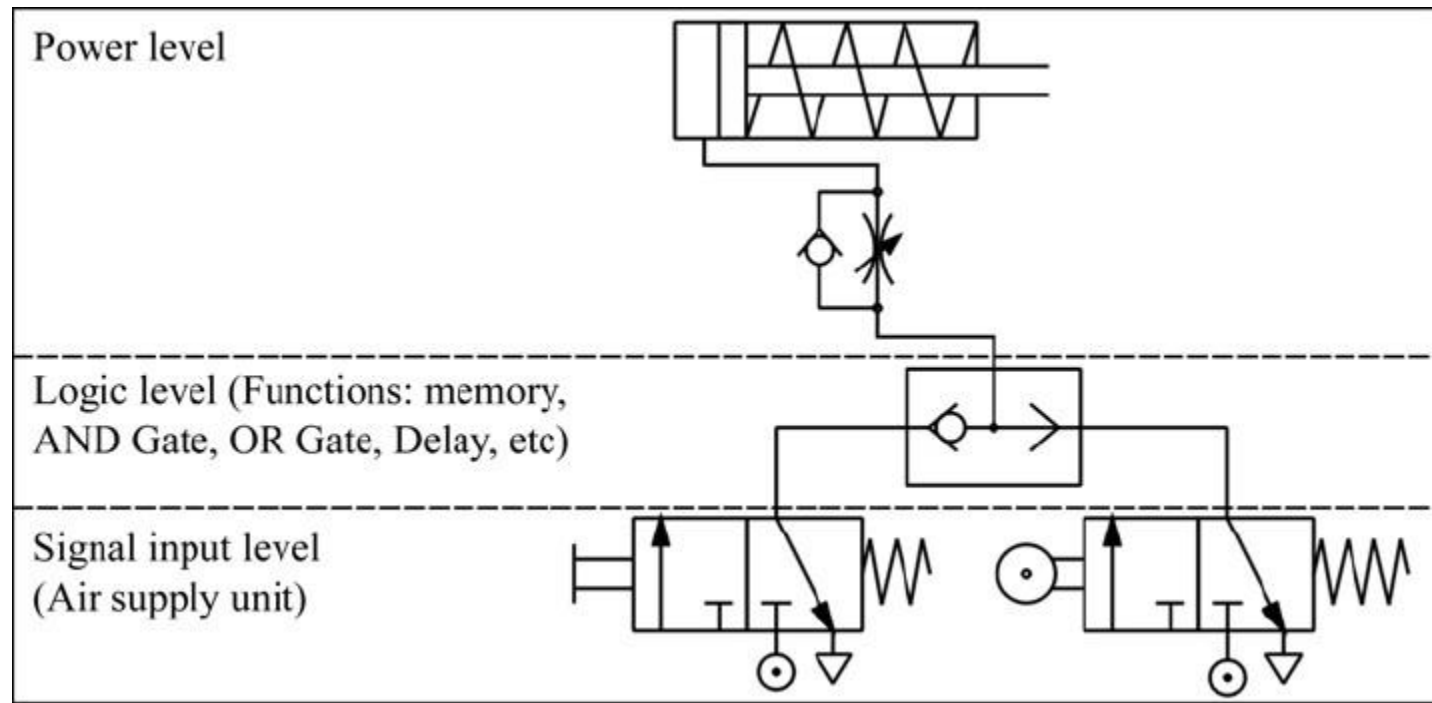 Power level
Logic level (Functions: memory,
AND Gate, OR Gate, Delay, etc)
Signal input level
(Air supply unit)